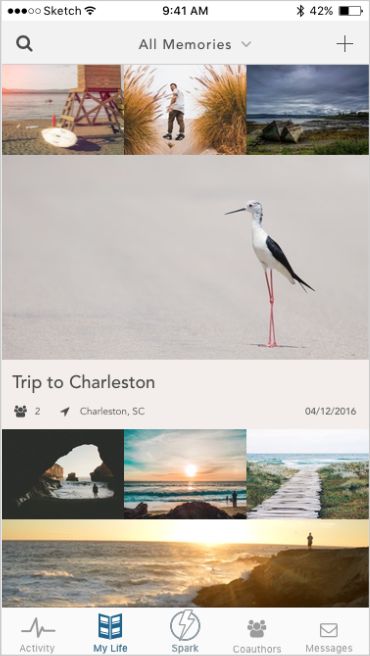 Sketch 9:41 AM 42%
All Memories
Trip to Charleston
2 Charleston, SC 04/12/2016
Activity My Life Spark Coauthors Messages